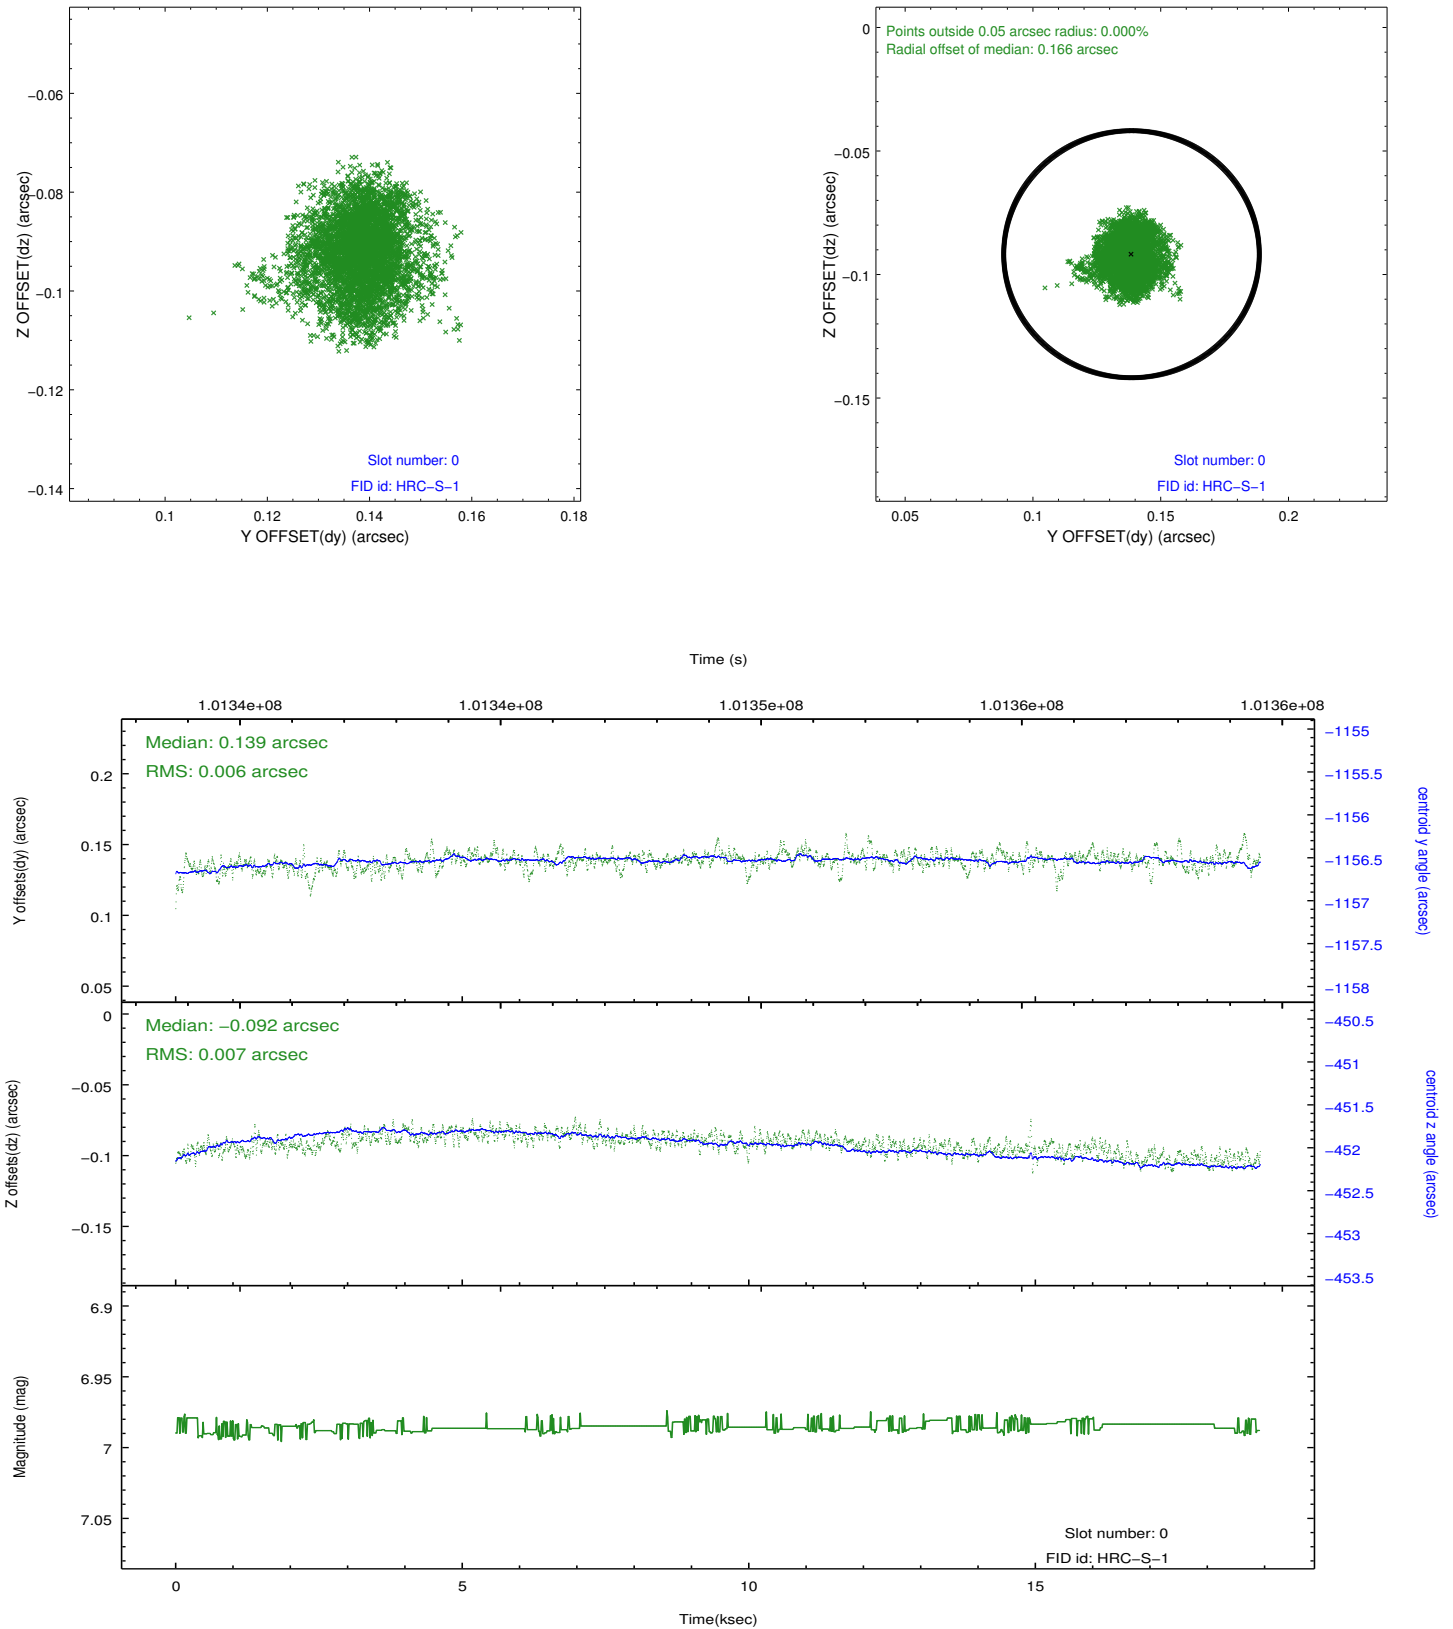 −0.06
−0.08
−0.1
−0.12
−0.14
Z OFFSET(dz) (arcsec)
Slot number: 0
FID id: HRC−S−1
0.1 0.12 0.14 0.16 0.18
Y OFFSET(dy) (arcsec)
Points outside 0.05 arcsec radius: 0.000%
Radial offset of median: 0.166 arcsec
0
−0.05
−0.1
−0.15
Z OFFSET(dz) (arcsec)
Slot number: 0
FID id: HRC−S−1
0.05 0.1 0.15 0.2
Y OFFSET(dy) (arcsec)
Time (s)
1.0134e+08 1.0134e+08 1.0135e+08 1.0136e+08 1.0136e+08
Median: 0.139 arcsec
RMS: 0.006 arcsec
0.2
0.15
0.1
0.05
Y offsets(dy) (arcsec)
−1155
−1155.5
−1156
−1156.5
−1157
−1157.5
−1158
centroid y angle (arcsec)
Median: −0.092 arcsec
RMS: 0.007 arcsec
0
−0.05
−0.1
−0.15
Z offsets(dz) (arcsec)
−450.5
−451
−451.5
−452
−452.5
−453
−453.5
centroid z angle (arcsec)
6.9
6.95
7
7.05
Magnitude (mag)
Slot number: 0
FID id: HRC−S−1
0 5 10 15
Time(ksec)